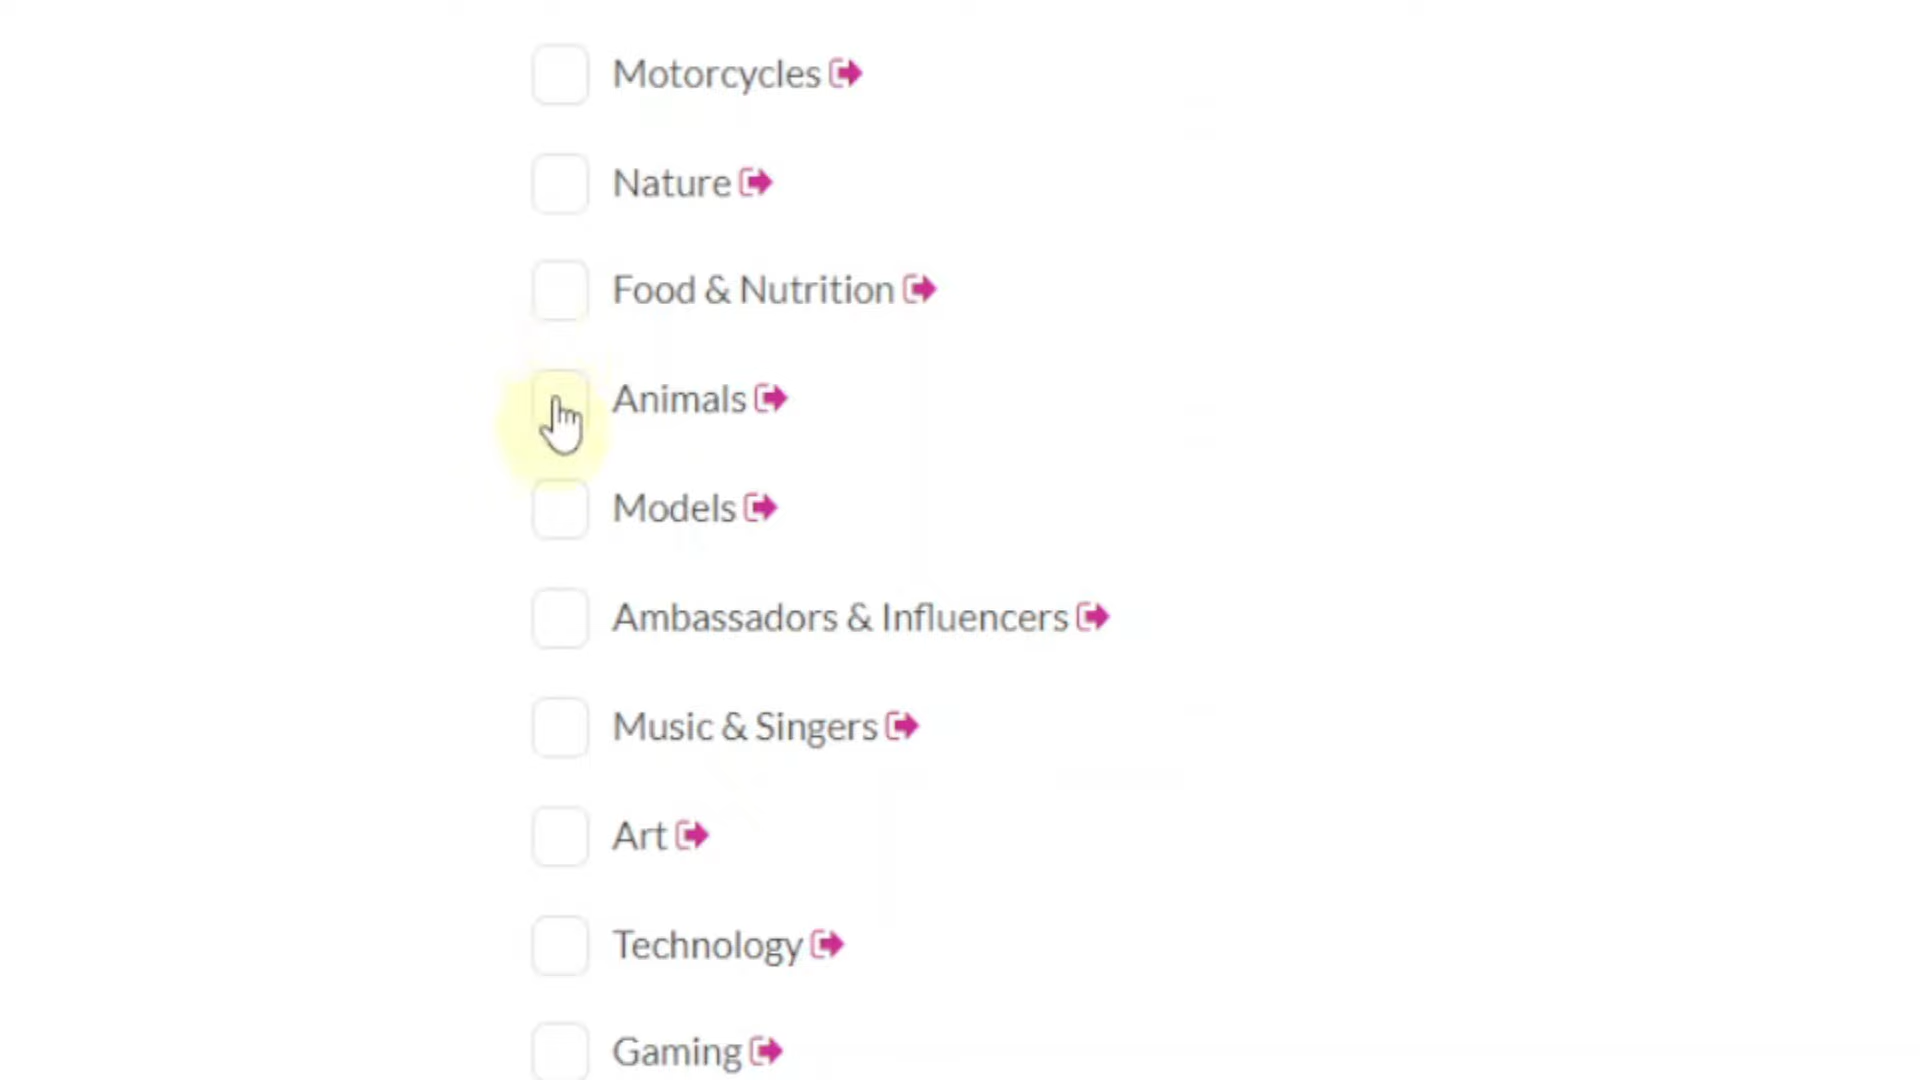 Motorcycles
Nature
Food & Nutrition
Animals
Models
Ambassadors & Influencers
Music & Singers
Art
Technology
Gaming